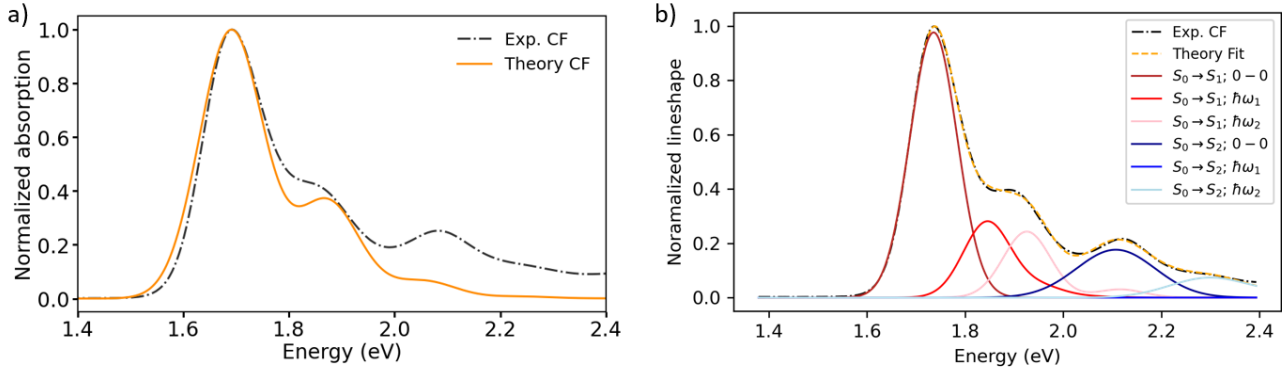 a)
Normalized absorption
1.0
0.8
0.6
0.4
0.2
0.0
Exp. CF
Theory CF
1.4 1.6 1.8 2.0 2.2 2.4
Energy (eV)
b)
Noramalized lineshape
1.0
0.8
0.6
0.4
0.2
0.0
Exp. CF
Theory Fit
S₀→S₁; 0−0
S₀→S₁; ℏω₁
S₀→S₁; ℏω₂
S₀→S₂; 0−0
S₀→S₂; ℏω₁
S₀→S₂; ℏω₂
1.4 1.6 1.8 2.0 2.2 2.4
Energy (eV)